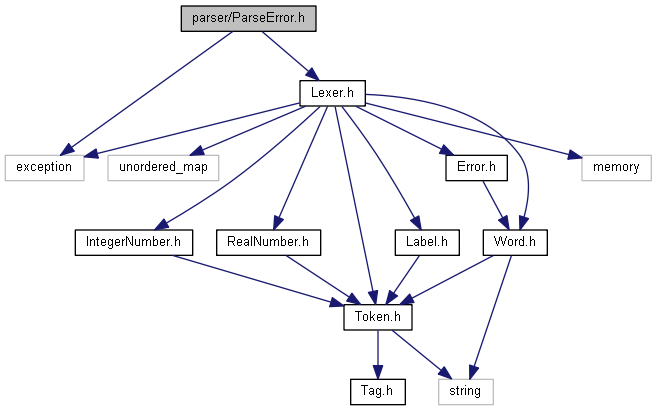 parser/ParseError.h
Lexer.h
exception
unordered_map
Error.h
memory
IntegerNumber.h
RealNumber.h
Label.h
Word.h
Token.h
Tag.h
string